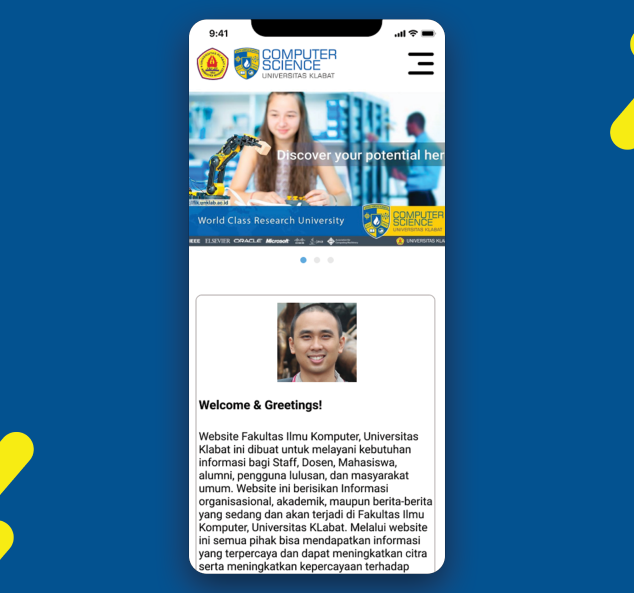 9:41
COMPUTER
SCIENCE
UNIVERSITAS KLABAT
Discover your potential her
World Class Research University
COMPUTER
SCIENCE
UNIVERSITAS KLABAT
IEEE ELSEVIER ORACLE Microsoft
UNIVERSITAS KLA
Welcome & Greetings!
Website Fakultas Ilmu Komputer, Universitas
Klabat ini dibuat untuk melayani kebutuhan
informasi bagi Staff, Dosen, Mahasiswa,
alumni, pengguna lulusan, dan masyarakat
umum. Website ini berisikan Informasi
organisasional, akademik, maupun berita-berita
yang sedang dan akan terjadi di Fakultas Ilmu
Komputer, Universitas KLabat. Melalui website
ini semua pihak bisa mendapatkan informasi
yang terpercaya dan dapat meningkatkan citra
serta meningkatkan kepercayaan terhadap